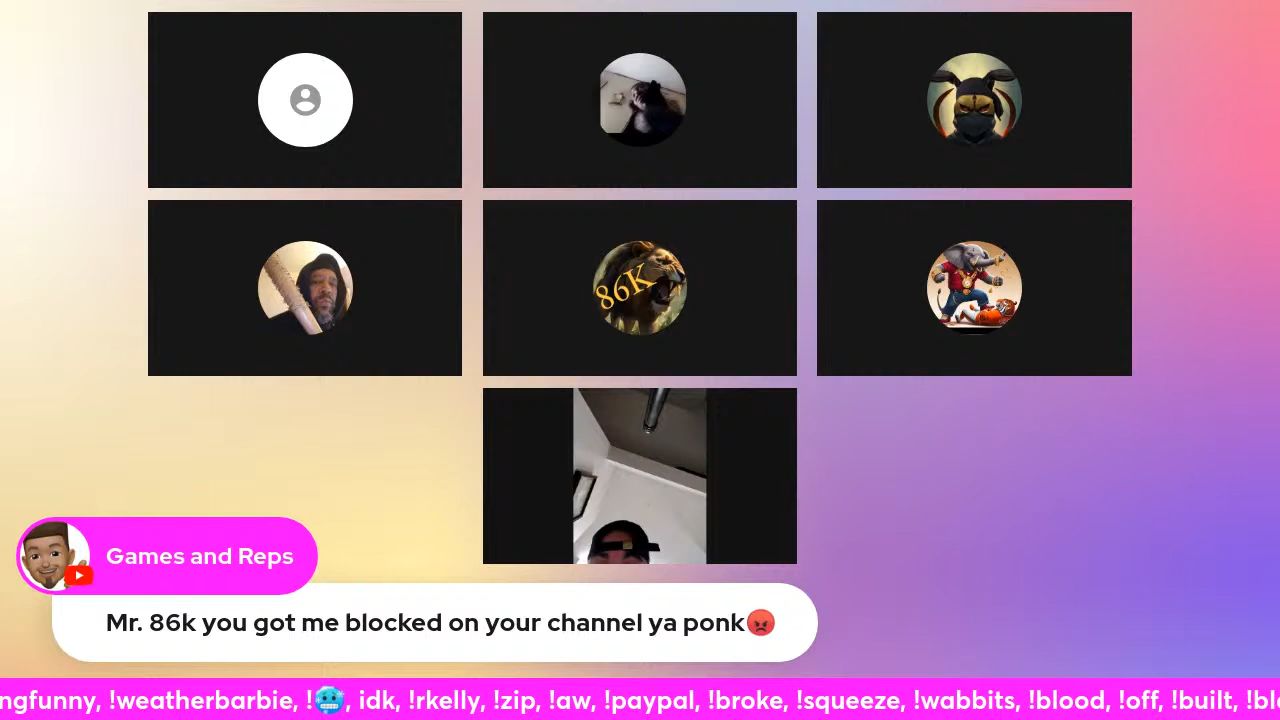 86K
Games and Reps
Mr. 86k you got me blocked on your channel ya ponk😡
ngfunny, !weatherbarbie, !🥶, idk, !rkelly, !zip, !aw, !paypal, !broke, !squeeze, !wabbits, !blood, !off, !built, !blu